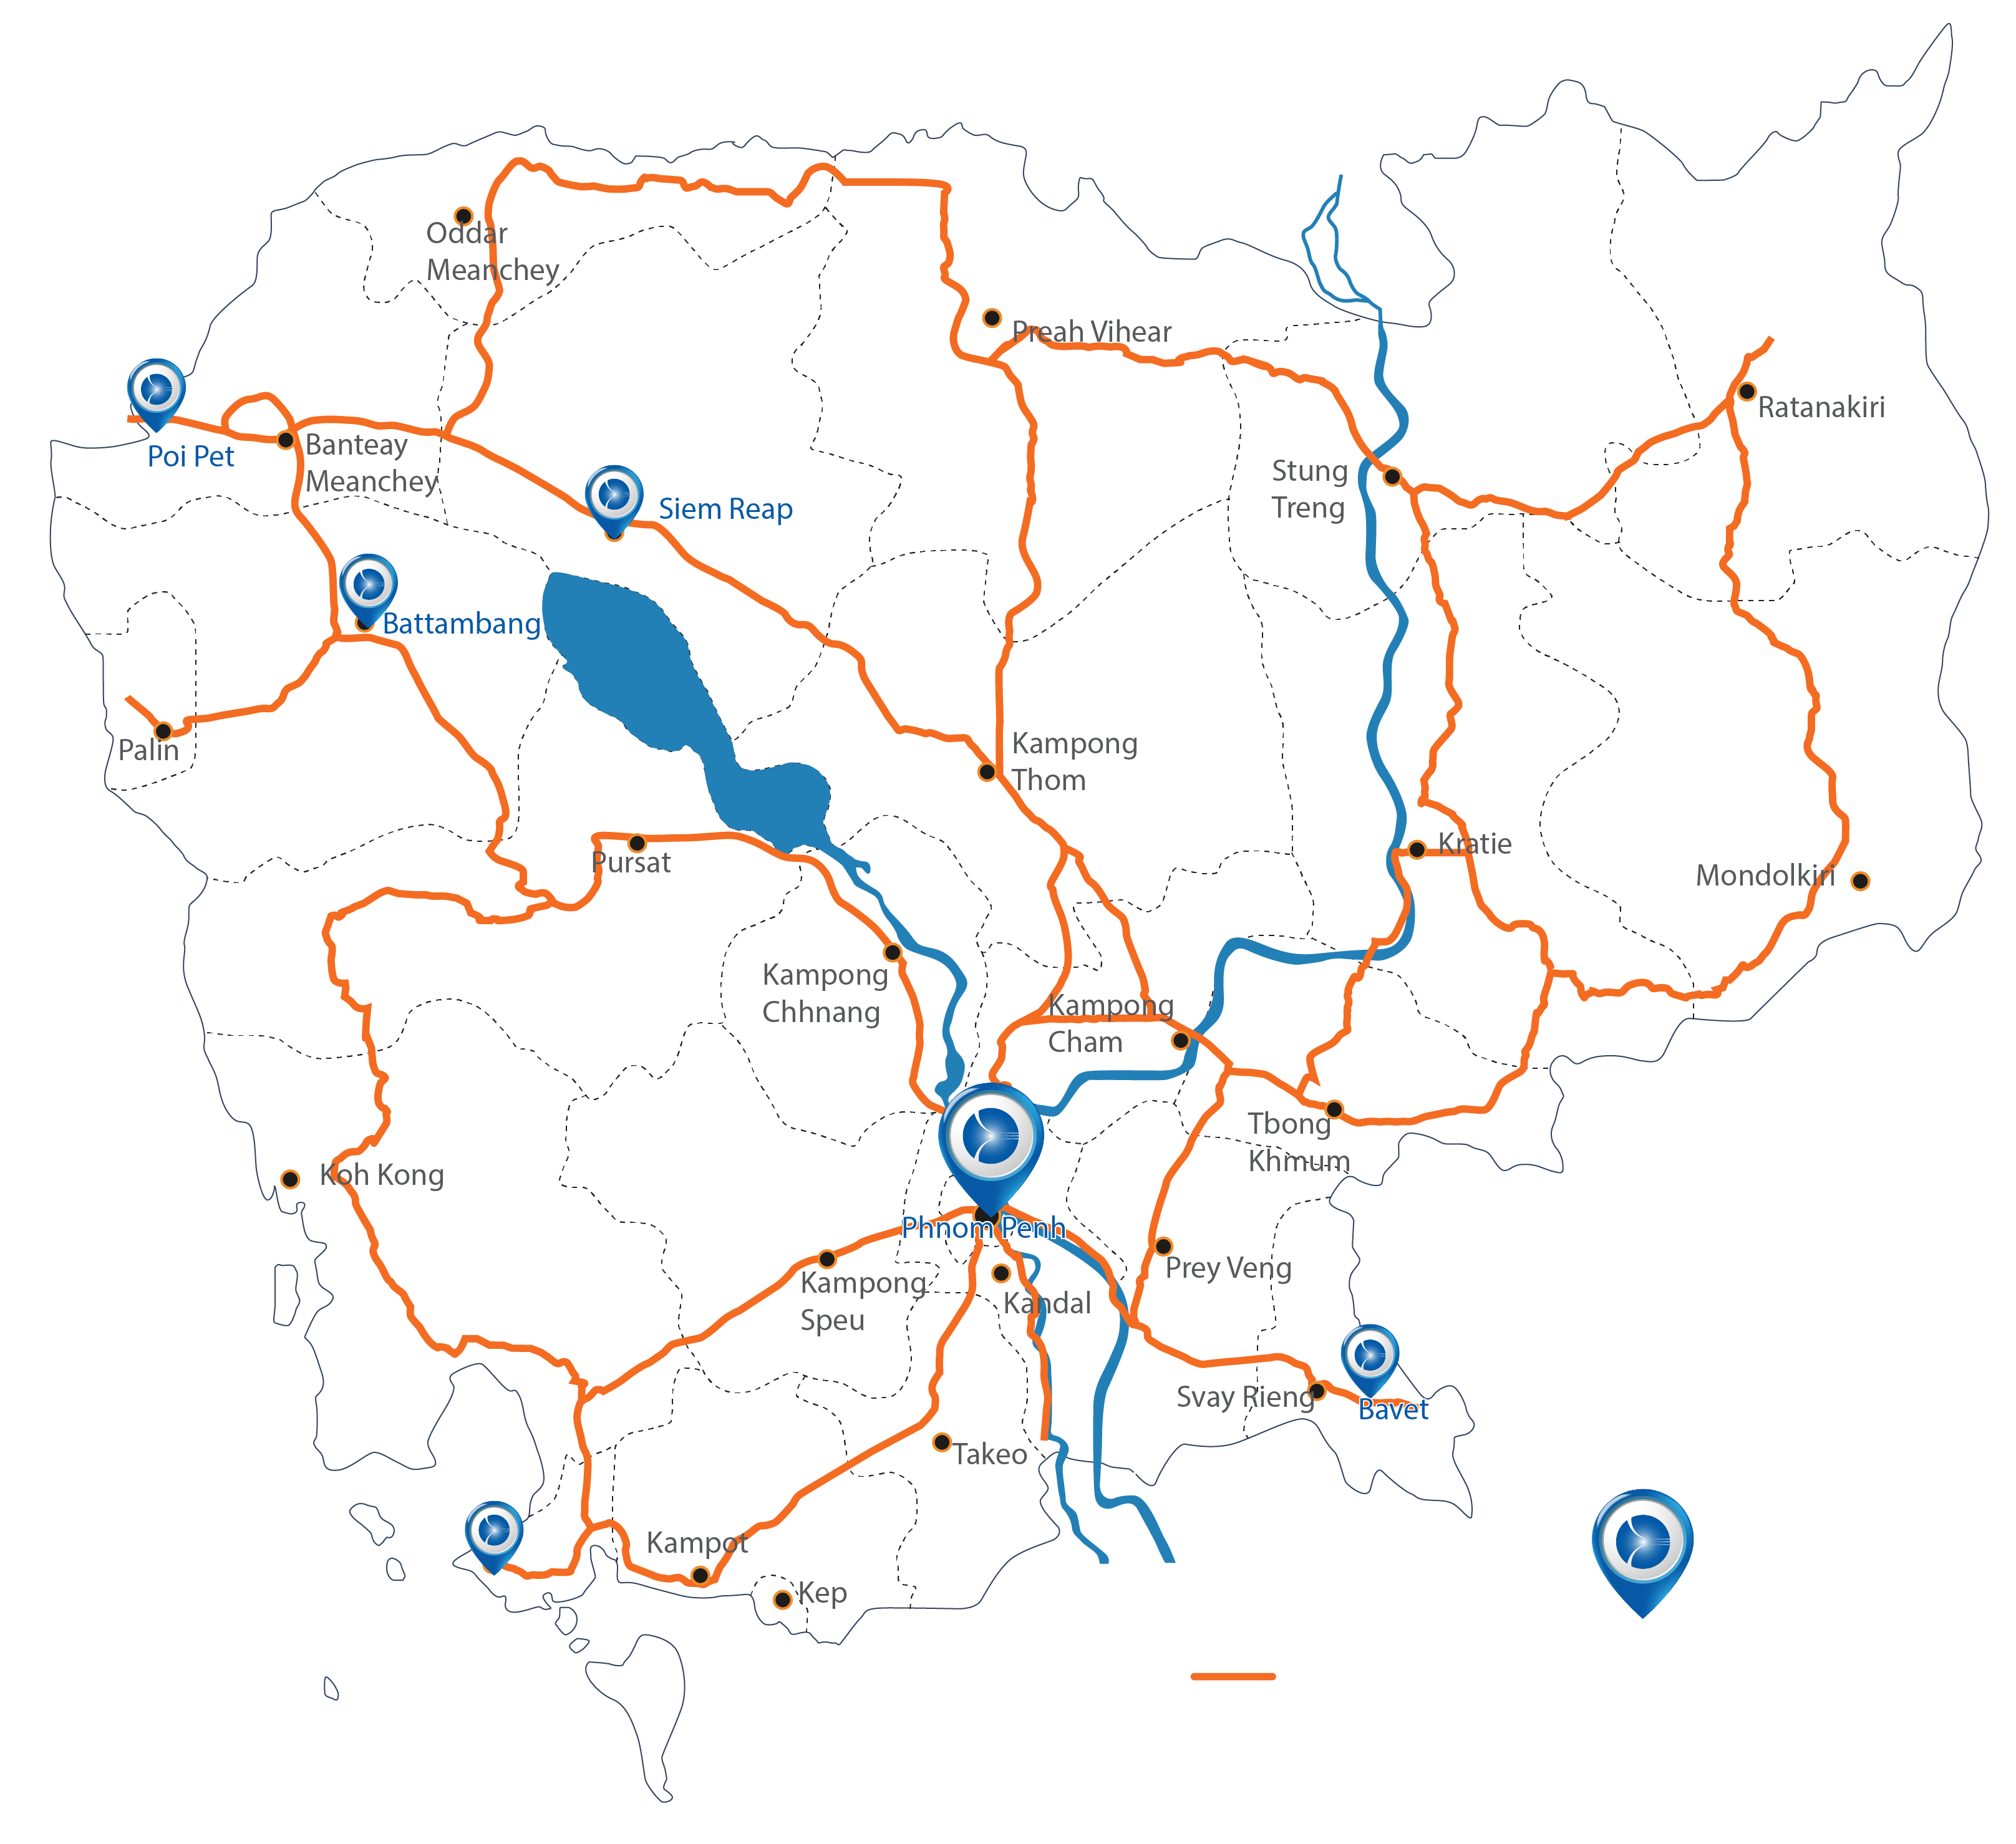 Oddar
Meanchey
Preah Vihear
Poi Pet
Banteay
Meanchey
Ratanakiri
Siem Reap
Stung
Treng
Battambang
Palin
Kampong
Thom
Pursat
Kratie
Mondolkiri
Kampong
Chhnang
Kampong
Cham
Tbong
Khmum
Koh Kong
Phnom Penh
Kampong
Speu
Prey Veng
Kandal
Svay Rieng
Bavet
Takeo
Kampot
Kep